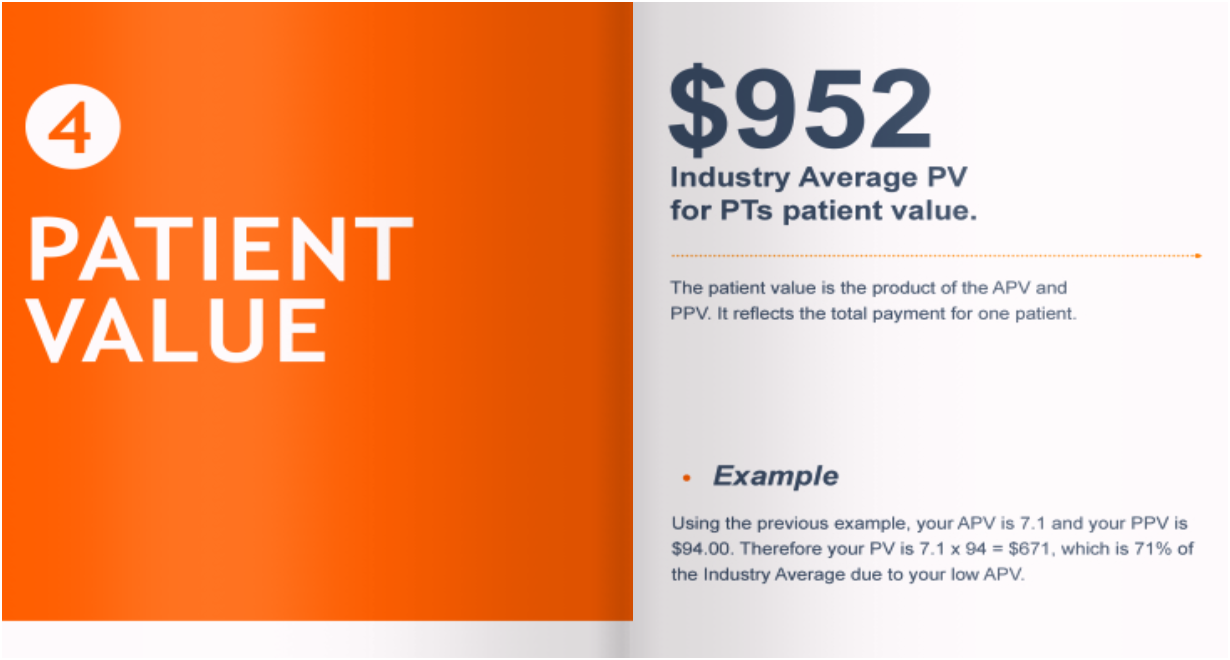 4
PATIENT
VALUE
$952
Industry Average PV
for PTs patient value.
The patient value is the product of the APV and
PPV. It reflects the total payment for one patient.
Example
Using the previous example, your APV is 7.1 and your PPV is
$94.00. Therefore your PV is 7.1 x 94 = $671, which is 71% of
the Industry Average due to your low APV.